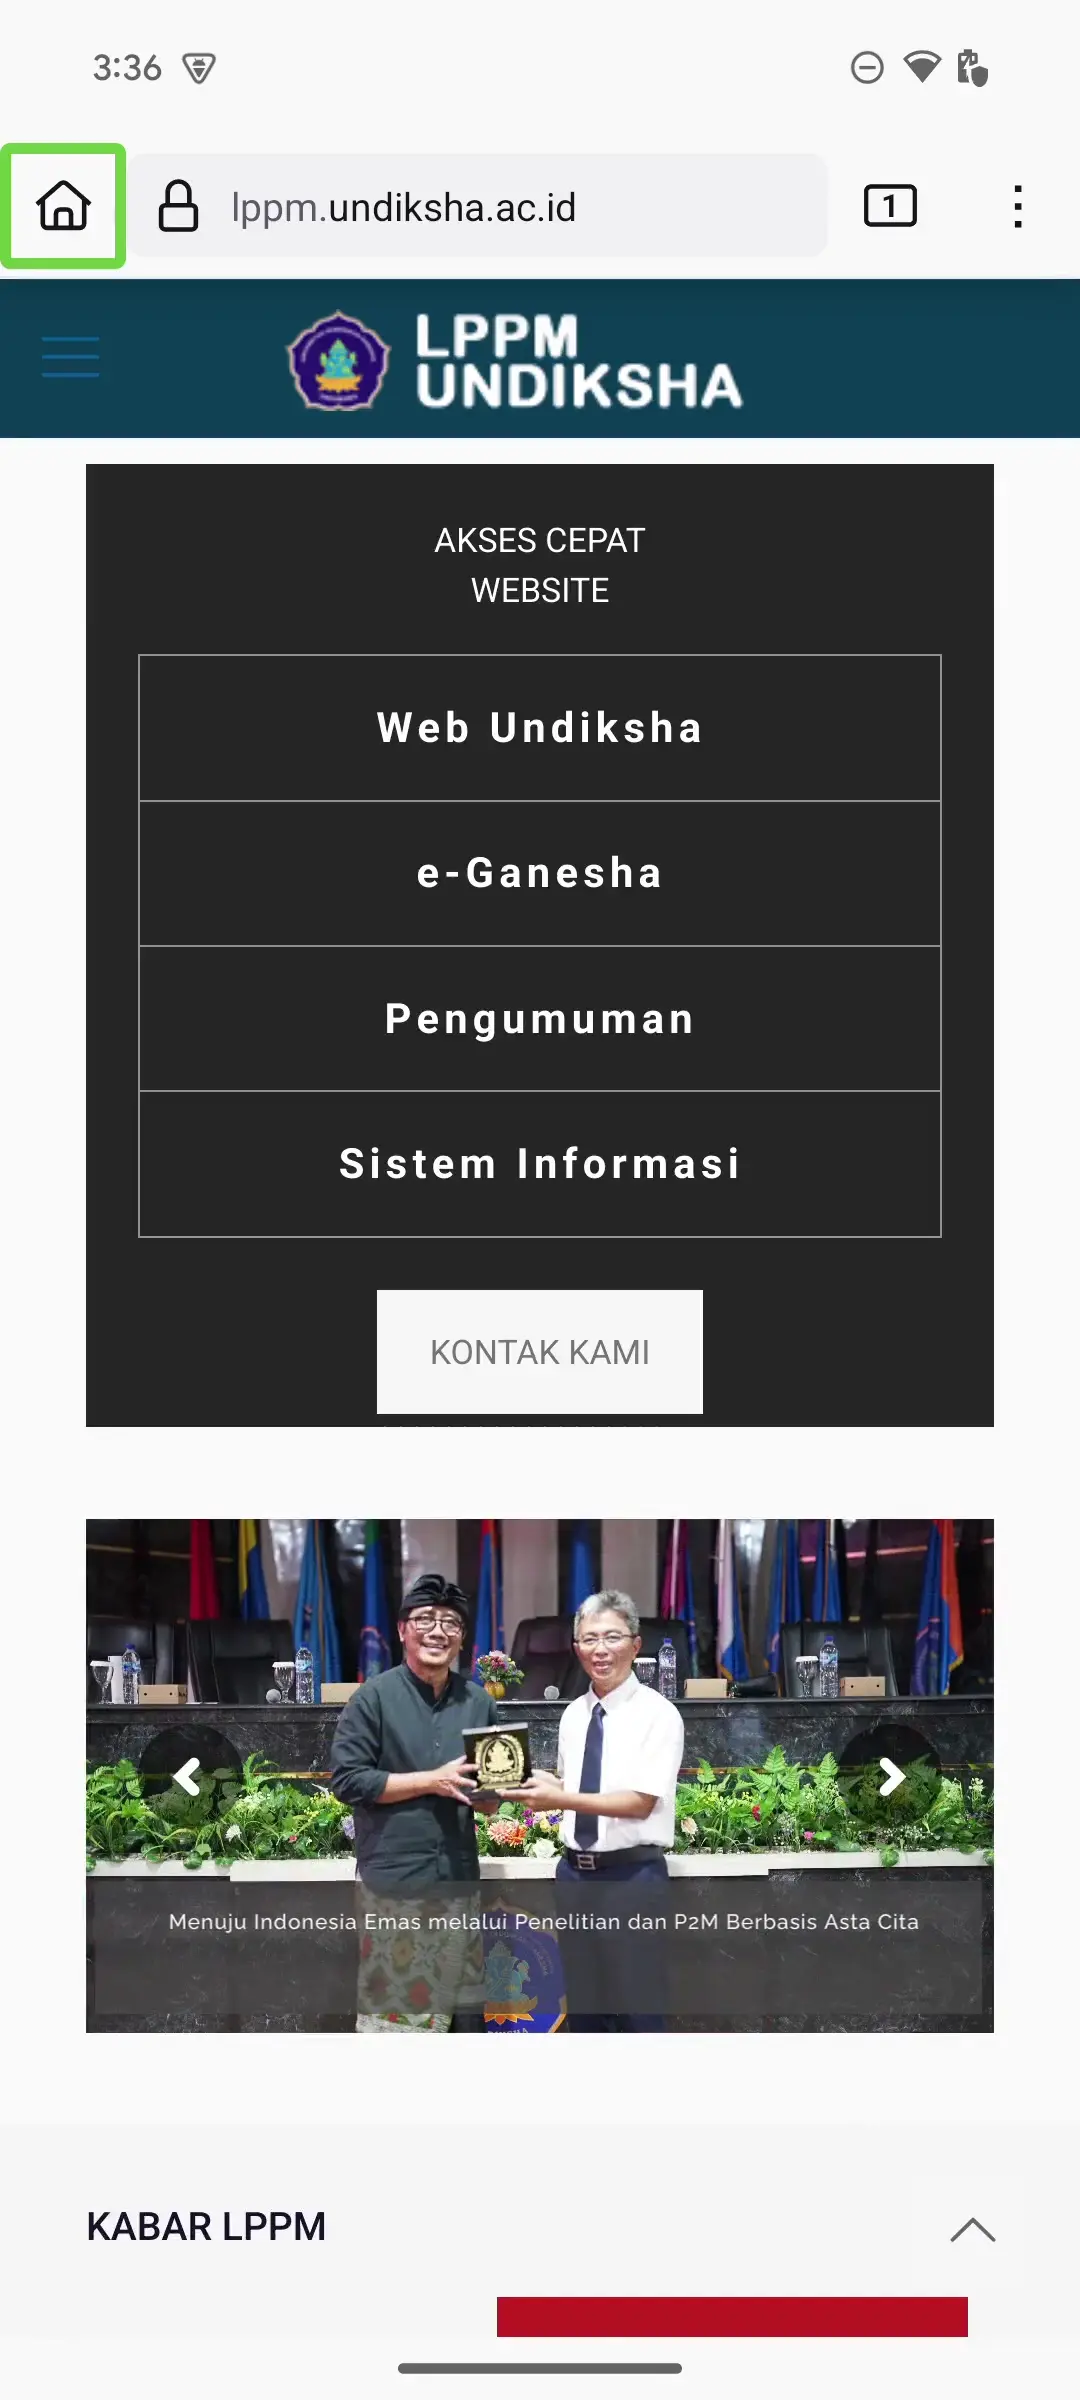 3:36
lppm.undiksha.ac.id
1
LPPM
UNDIKSHA
AKSES CEPAT
WEBSITE
Web Undiksha
e-Ganesha
Pengumuman
Sistem Informasi
KONTAK KAMI
Menuju Indonesia Emas melalui Penelitian dan P2M Berbasis Asta Cita
KABAR LPPM